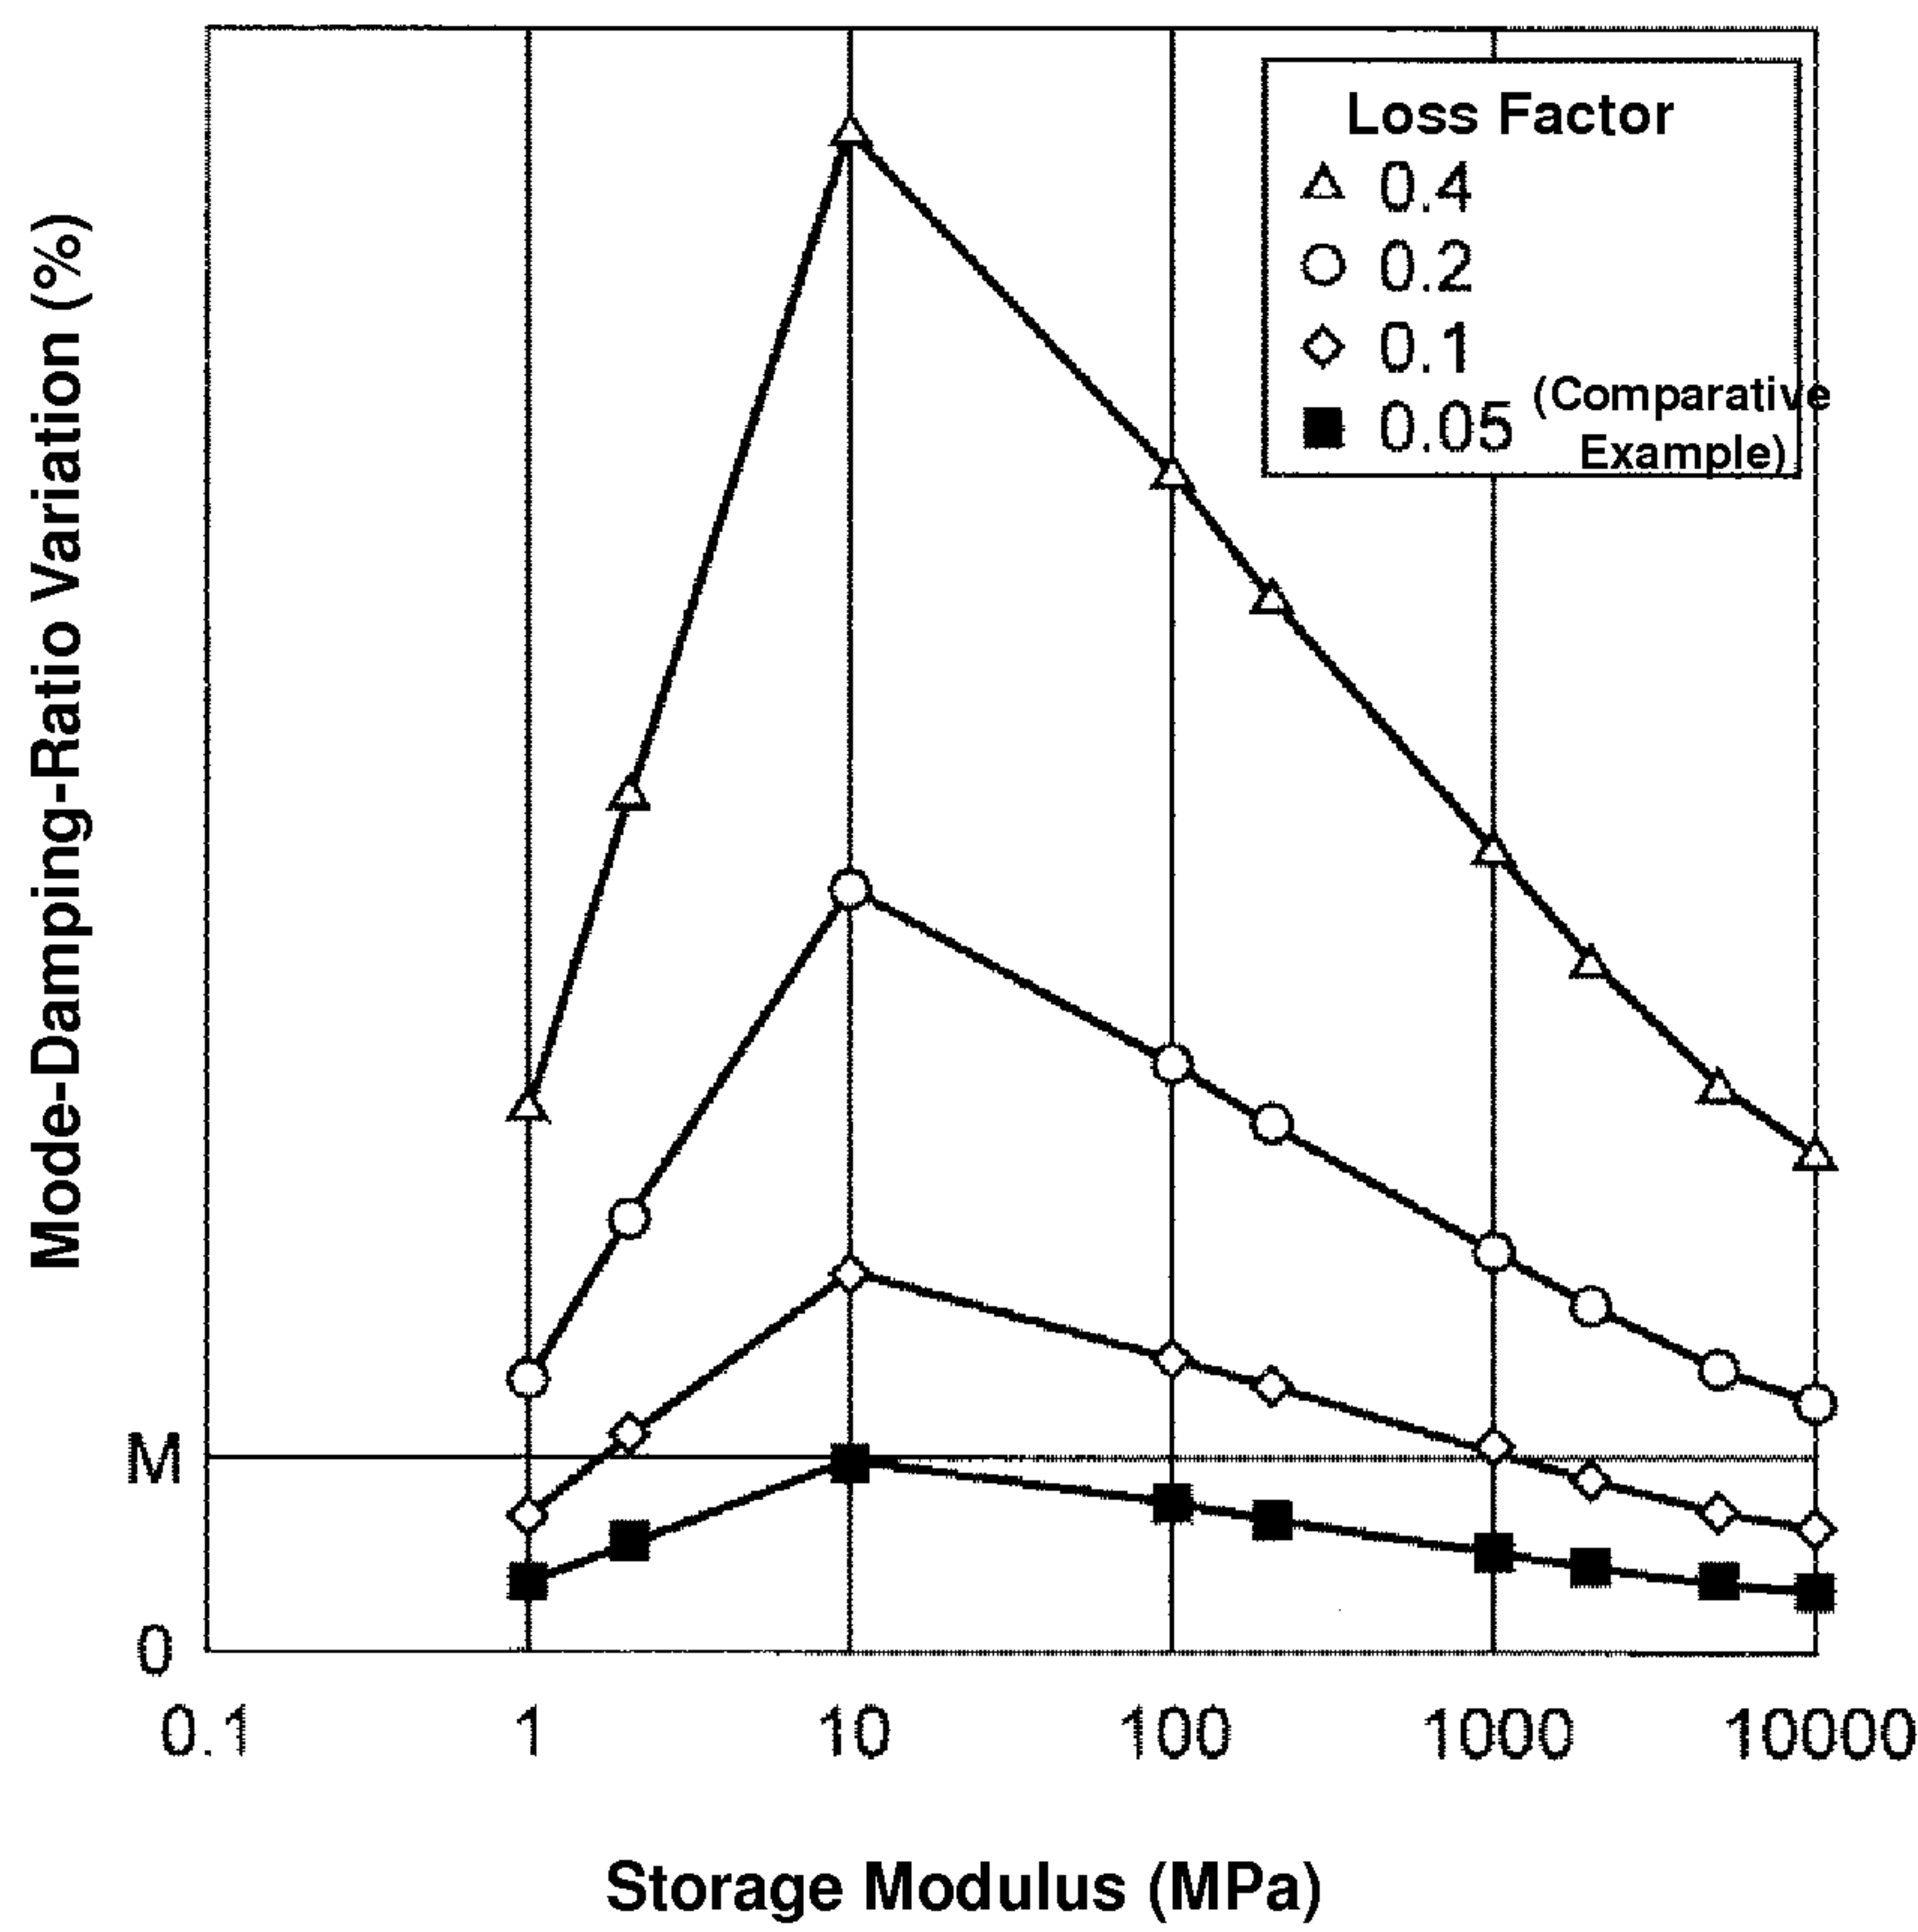 Mode-Damping-Ratio Variation (%)
Loss Factor
0.4
0.2
0.1
0.05 (Comparative
Example)
M
0
0.1 1 10 100 1000 10000
Storage Modulus (MPa)